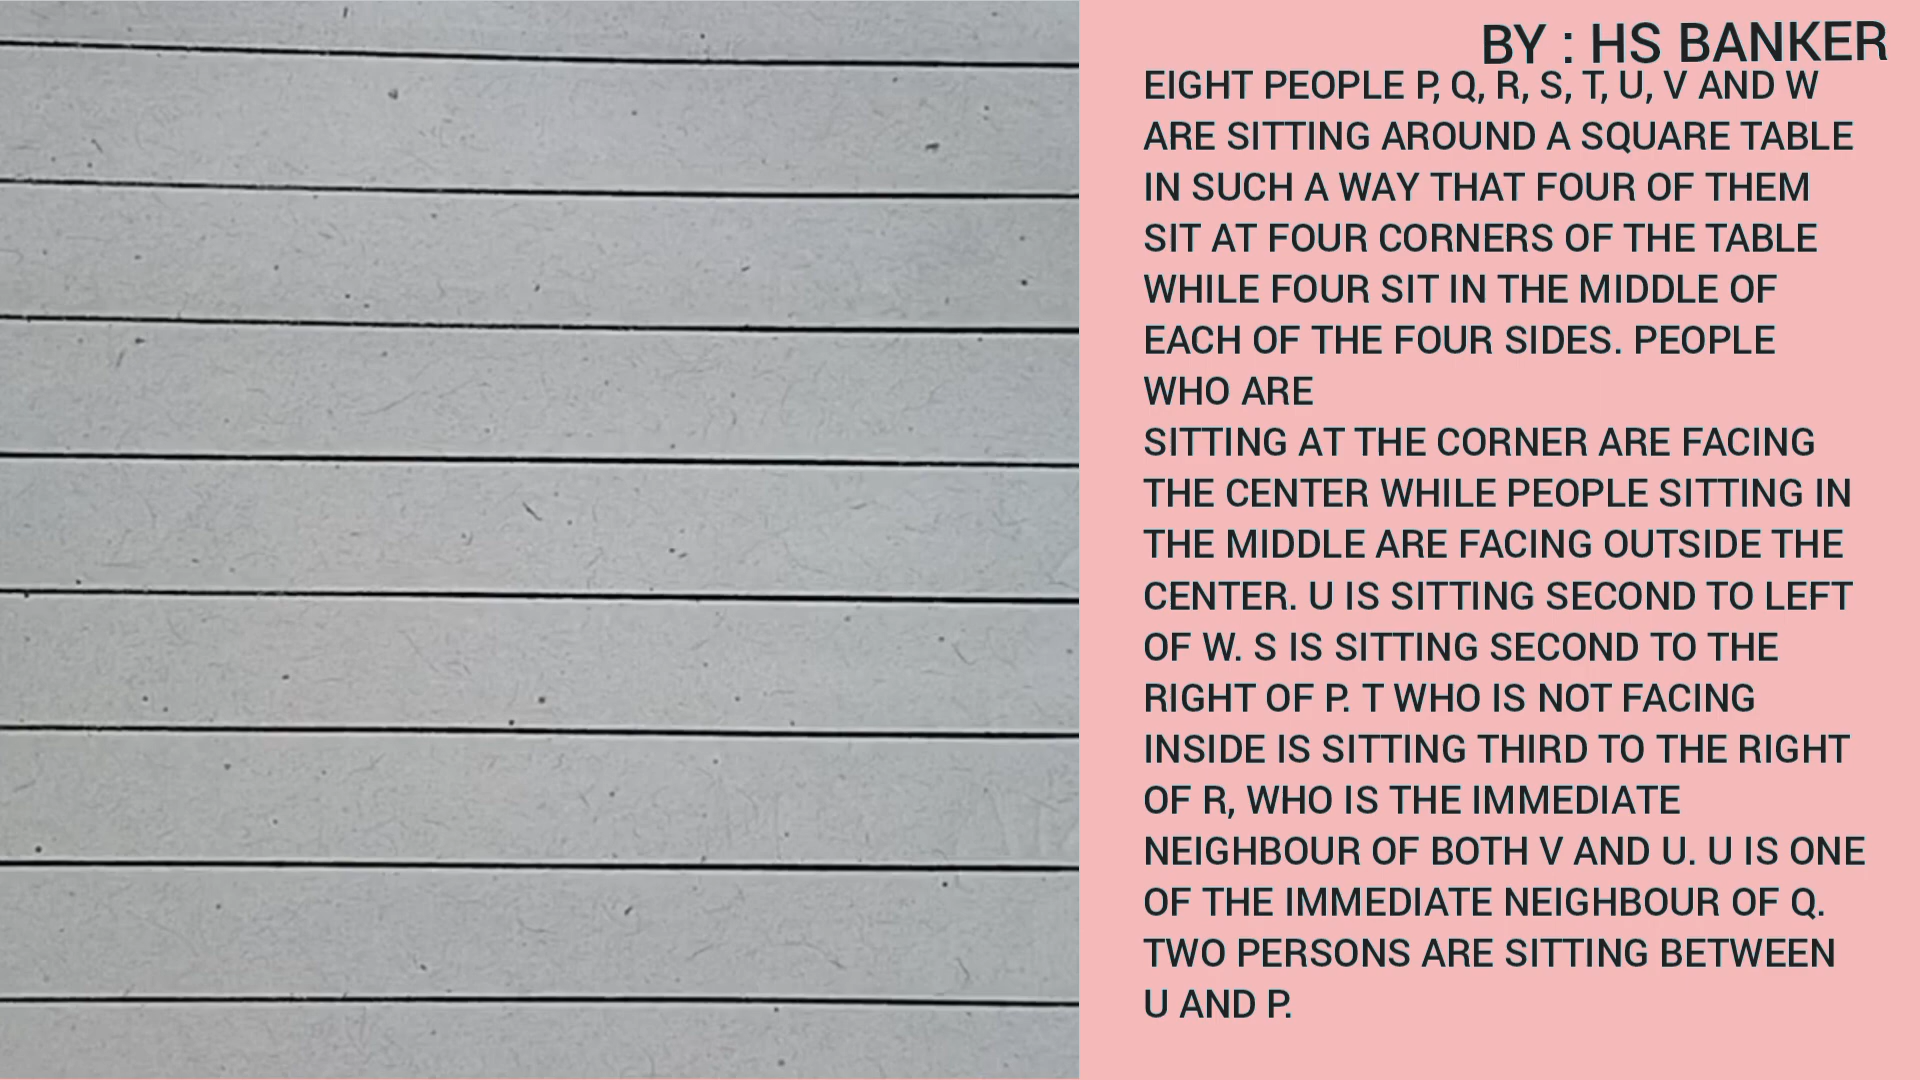 BY : HS BANKER
EIGHT PEOPLE P, Q, R, S, T, U, V AND W
ARE SITTING AROUND A SQUARE TABLE
IN SUCH A WAY THAT FOUR OF THEM
SIT AT FOUR CORNERS OF THE TABLE
WHILE FOUR SIT IN THE MIDDLE OF
EACH OF THE FOUR SIDES. PEOPLE
WHO ARE
SITTING AT THE CORNER ARE FACING
THE CENTER WHILE PEOPLE SITTING IN
THE MIDDLE ARE FACING OUTSIDE THE
CENTER. U IS SITTING SECOND TO LEFT
OF W. S IS SITTING SECOND TO THE
RIGHT OF P. T WHO IS NOT FACING
INSIDE IS SITTING THIRD TO THE RIGHT
OF R, WHO IS THE IMMEDIATE
NEIGHBOUR OF BOTH V AND U. U IS ONE
OF THE IMMEDIATE NEIGHBOUR OF Q.
TWO PERSONS ARE SITTING BETWEEN
U AND P.